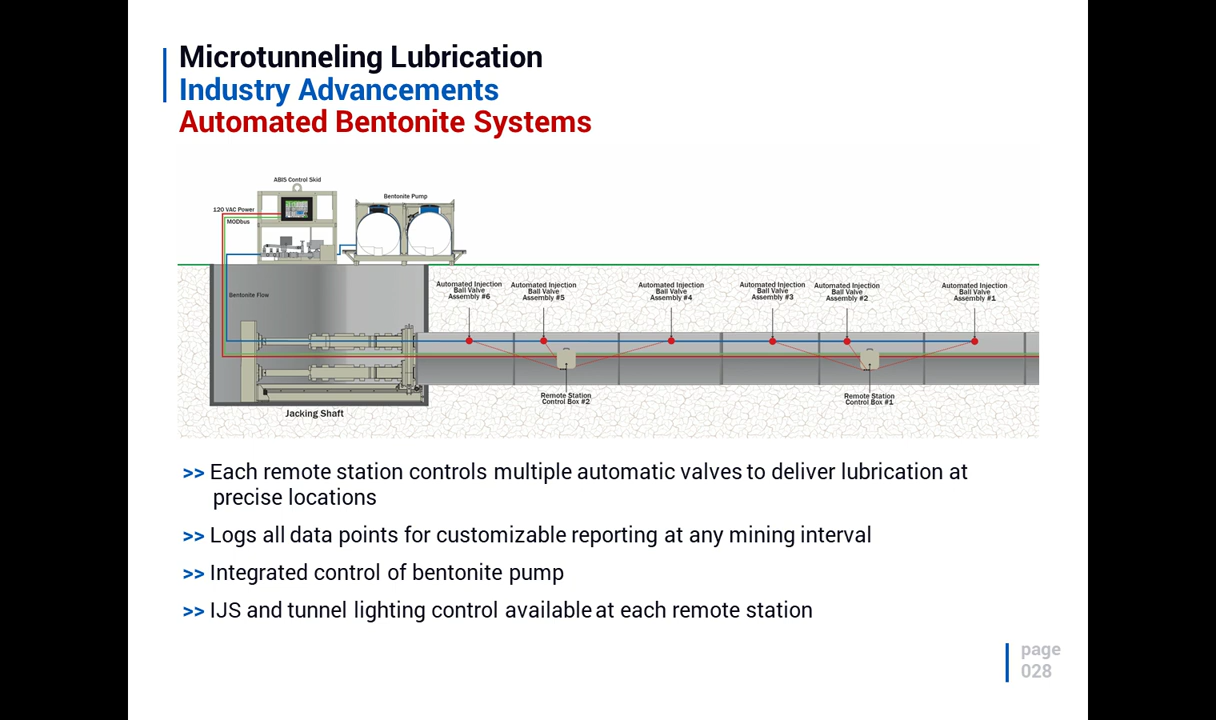 Microtunneling Lubrication
Industry Advancements
Automated Bentonite Systems
ABIS Control Skid
Bentonite Pump
120 VAC Power
MODbus
Bentonite Flow
Automated Injection
Ball Valve
Assembly #6
Automated Injection
Ball Valve
Assembly #5
Automated Injection
Ball Valve
Assembly #4
Automated Injection
Ball Valve
Assembly #3
Automated Injection
Ball Valve
Assembly #2
Automated Injection
Ball Valve
Assembly #1
Remote Station
Control Box #2
Remote Station
Control Box #1
Jacking Shaft
>> Each remote station controls multiple automatic valves to deliver lubrication at
precise locations
>> Logs all data points for customizable reporting at any mining interval
>> Integrated control of bentonite pump
>> IJS and tunnel lighting control available at each remote station
page
028